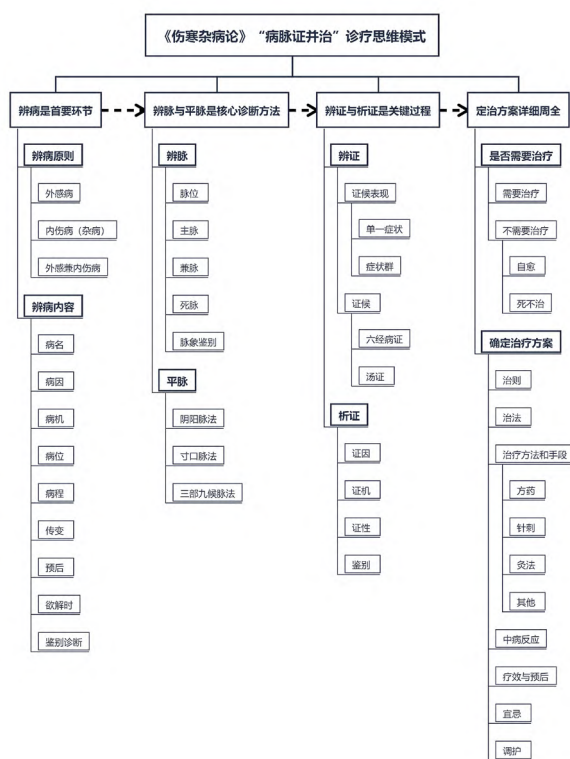 《伤寒杂病论》“病脉证并治”诊疗思维模式
辨病是首要环节
辨病原则
外感病
内伤病（杂病）
外感兼内伤病
辨病内容
病名
病因
病机
病位
病程
传变
预后
欲解时
鉴别诊断
辨脉与平脉是核心诊断方法
辨脉
脉位
主脉
兼脉
死脉
脉象鉴别
平脉
阴阳脉法
寸口脉法
三部九候脉法
辨证与析证是关键过程
辨证
证候表现
单一症状
症状群
证候
六经病证
汤证
析证
证因
证机
证性
鉴别
定治方案详细周全
是否需要治疗
需要治疗
不需要治疗
自愈
死不治
确定治疗方案
治则
治法
治疗方法和手段
方药
针刺
灸法
其他
中病反应
疗效与预后
宜忌
调护